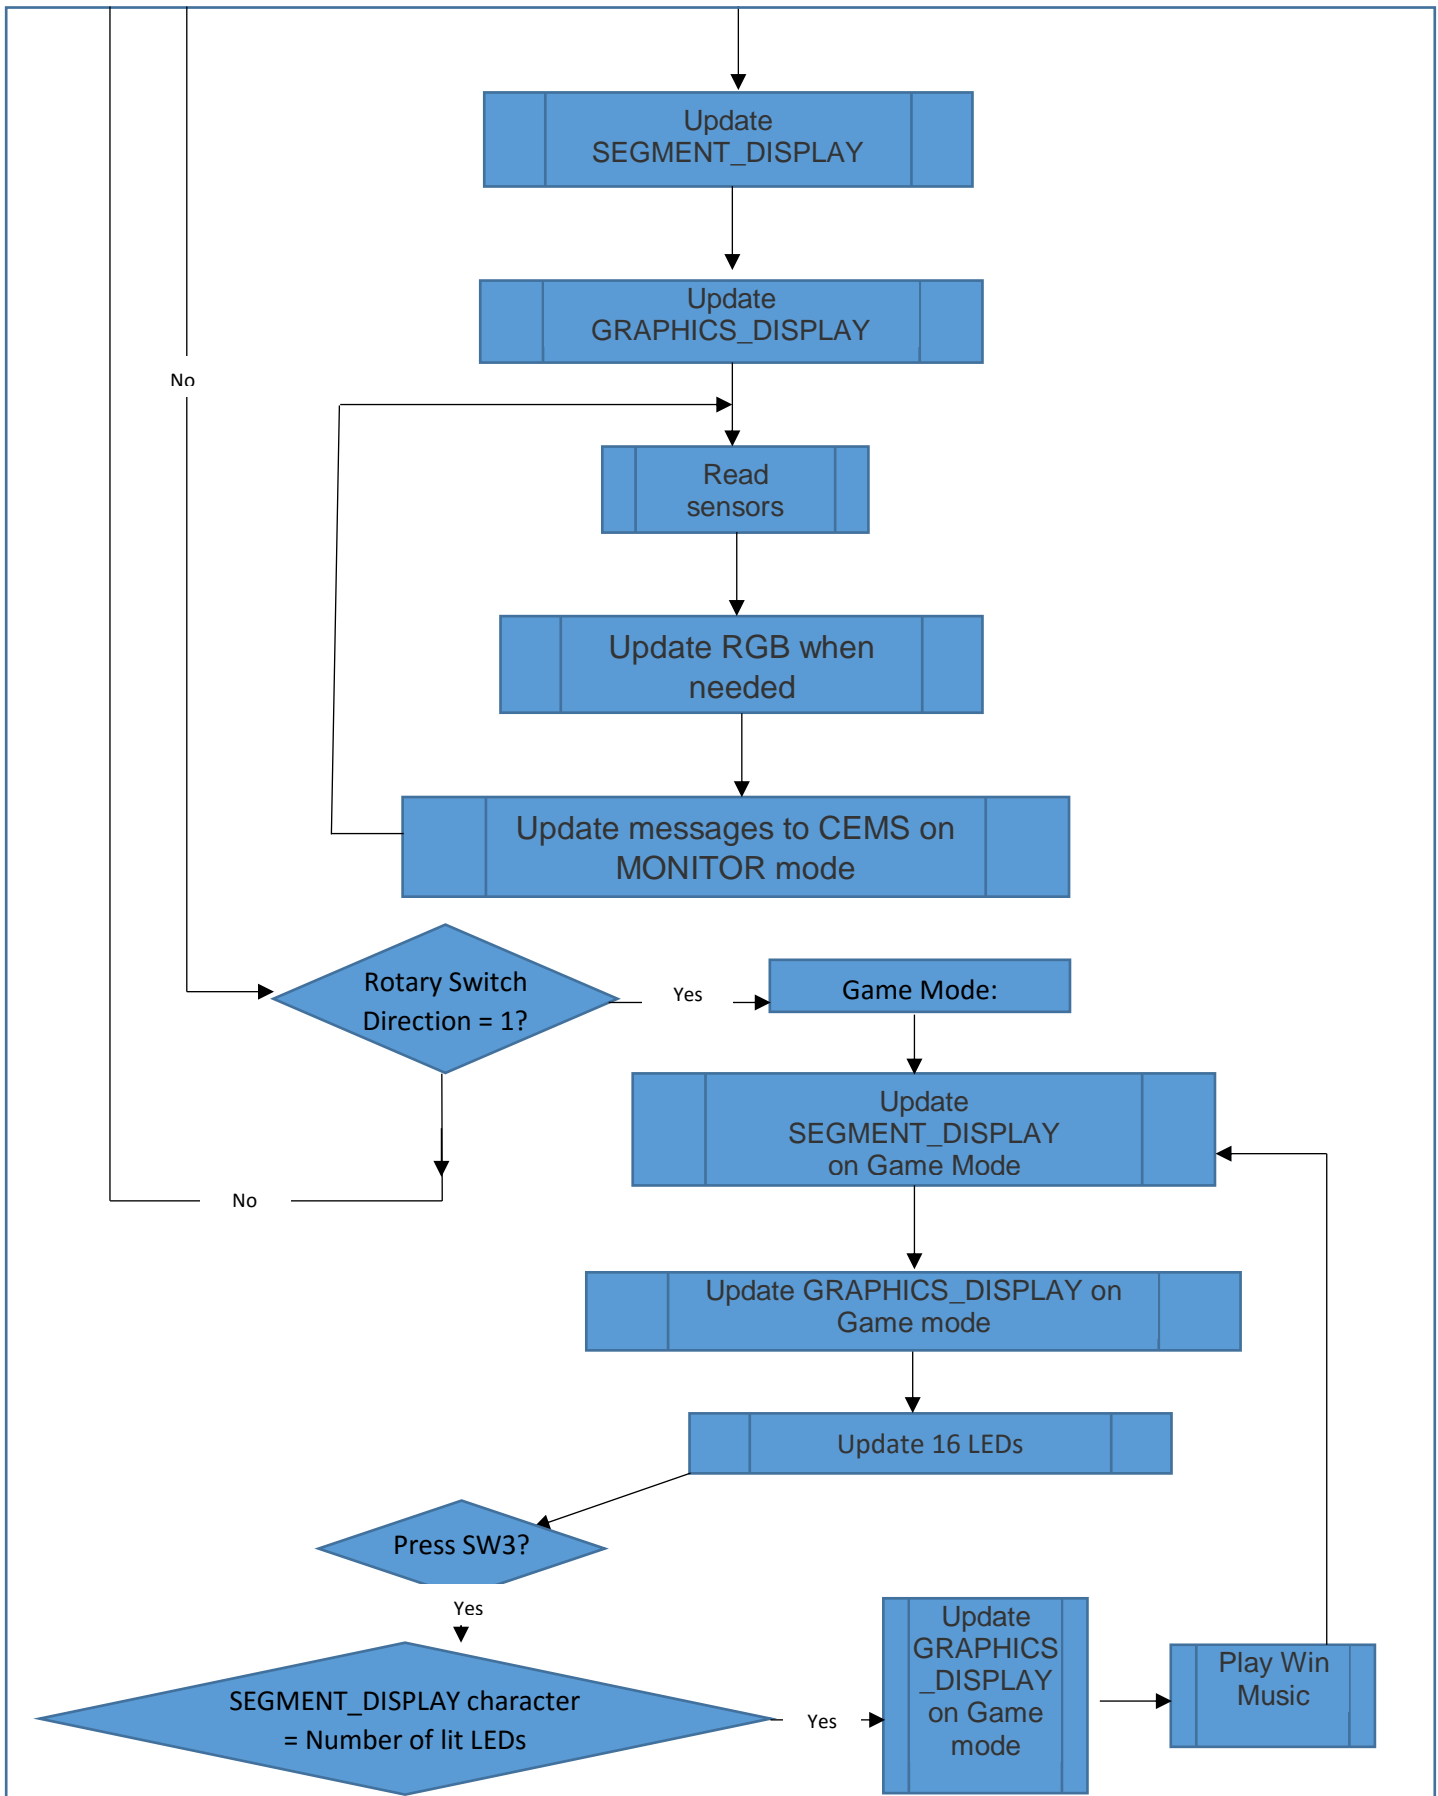 Update
SEGMENT_DISPLAY
Update
GRAPHICS_DISPLAY
No
Read
sensors
Update RGB when
needed
Update messages to CEMS on
MONITOR mode
Rotary Switch
Direction = 1?
Yes
Game Mode:
Update
SEGMENT_DISPLAY
on Game Mode
No
Update GRAPHICS_DISPLAY on
Game mode
Update 16 LEDs
Press SW3?
Yes
SEGMENT_DISPLAY character
= Number of lit LEDs
Yes
Update
GRAPHICS
_DISPLAY
on Game
mode
Play Win
Music